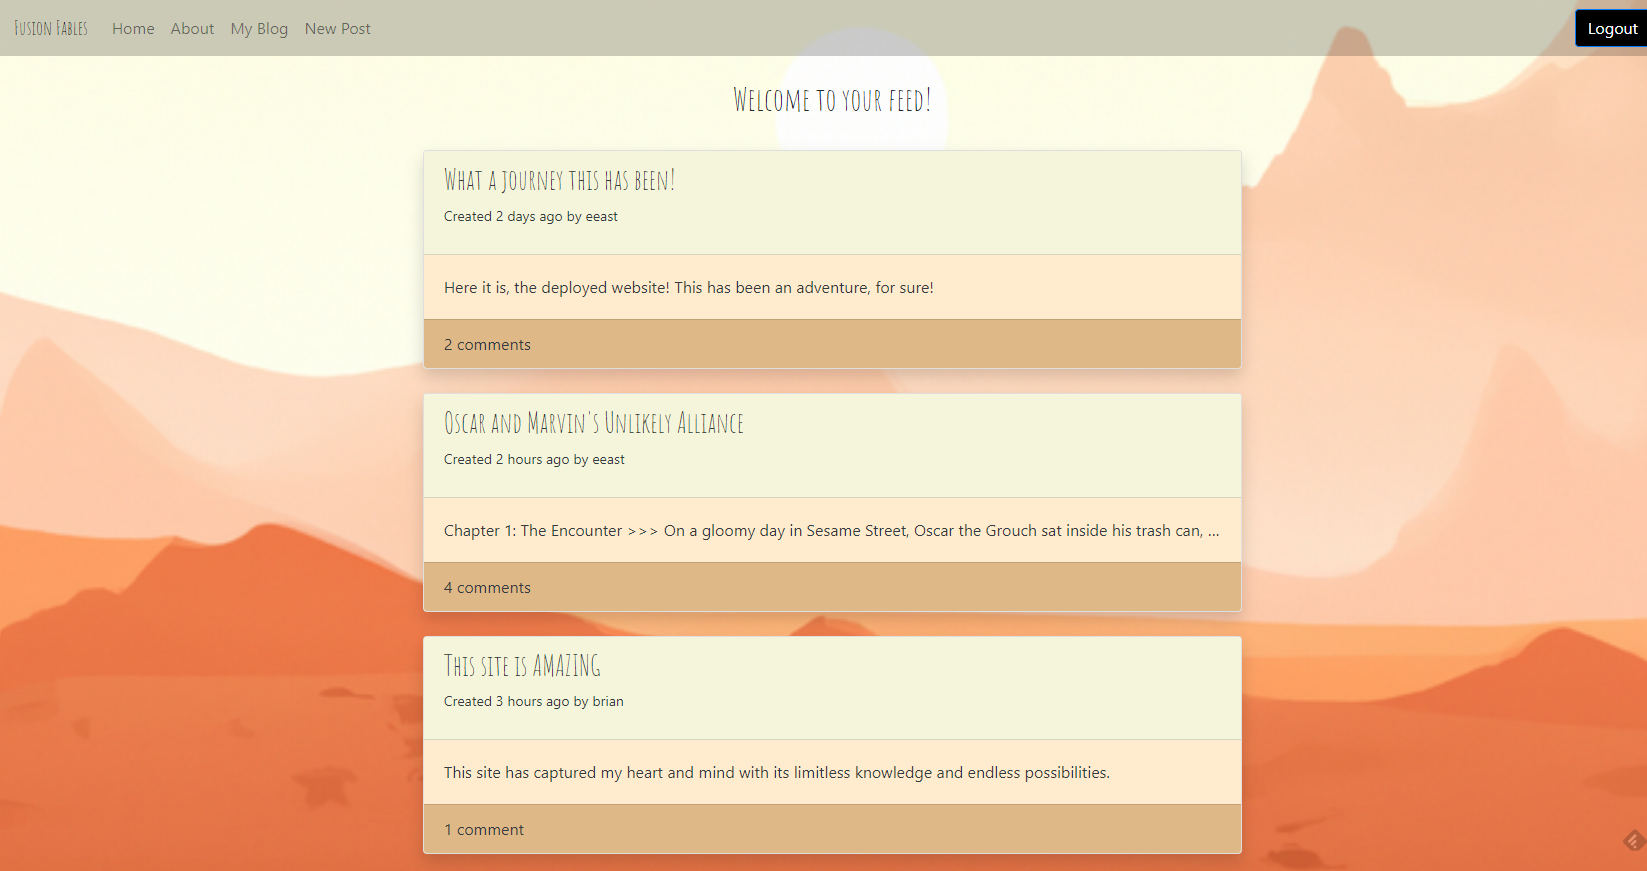 Fusion Fables Home About My Blog New Post Logout
Welcome to your feed!
What a journey this has been!
Created 2 days ago by eeast
Here it is, the deployed website! This has been an adventure, for sure!
2 comments
Oscar and Marvin's Unlikely Alliance
Created 2 hours ago by eeast
Chapter 1: The Encounter >>> On a gloomy day in Sesame Street, Oscar the Grouch sat inside his trash can, ...
4 comments
This site is AMAZING
Created 3 hours ago by brian
This site has captured my heart and mind with its limitless knowledge and endless possibilities.
1 comment